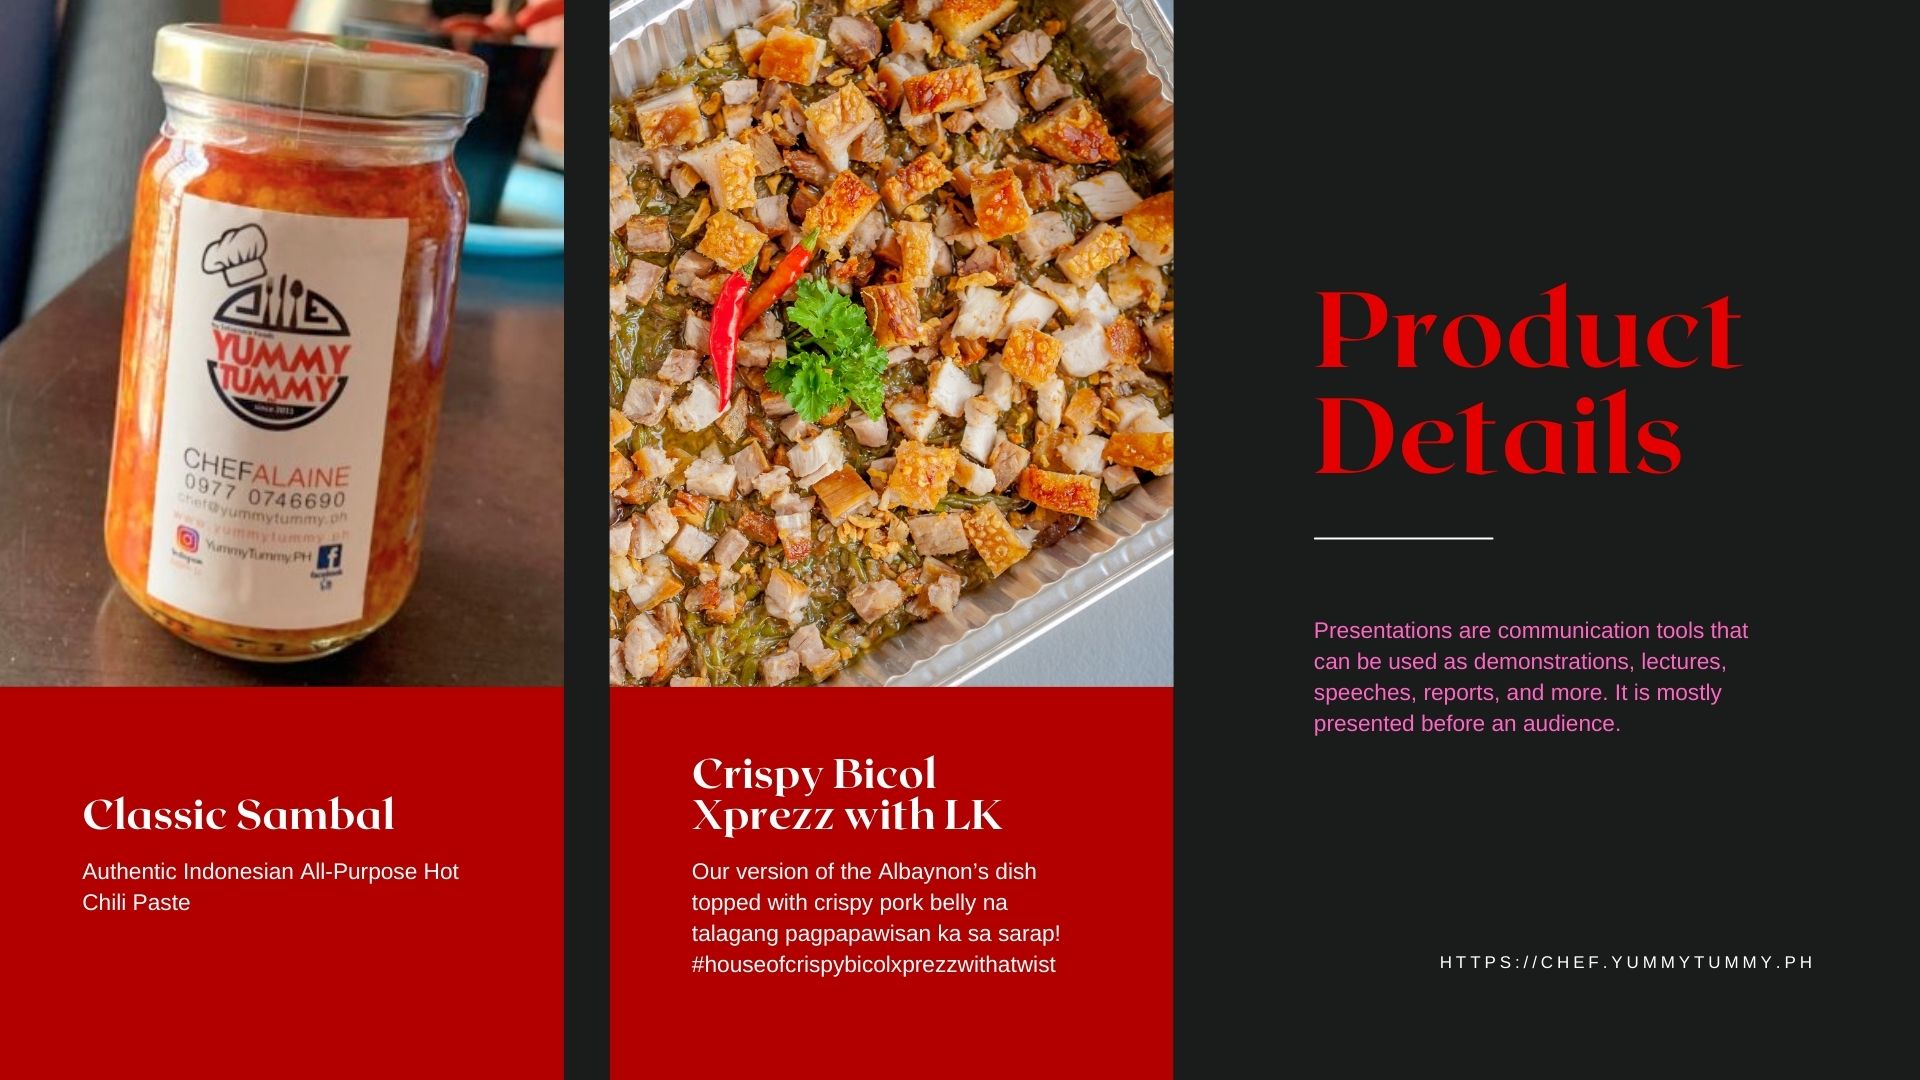 YUMMY
TUMMY
since 2011
CHEFALAINE
0977 0746690
chef@yummytummy.ph
www.yummytummy.ph
Instagram
YummyTummy.PH
facebook
Classic Sambal
Authentic Indonesian All-Purpose Hot
Chili Paste
Crispy Bicol
Xprezz with LK
Our version of the Albaynon’s dish
topped with crispy pork belly na
talagang pagpapawisan ka sa sarap!
#houseofcrispybicolxprezzwithatwist
Product
Details
Presentations are communication tools that
can be used as demonstrations, lectures,
speeches, reports, and more. It is mostly
presented before an audience.
HTTPS://CHEF.YUMMYTUMMY.PH